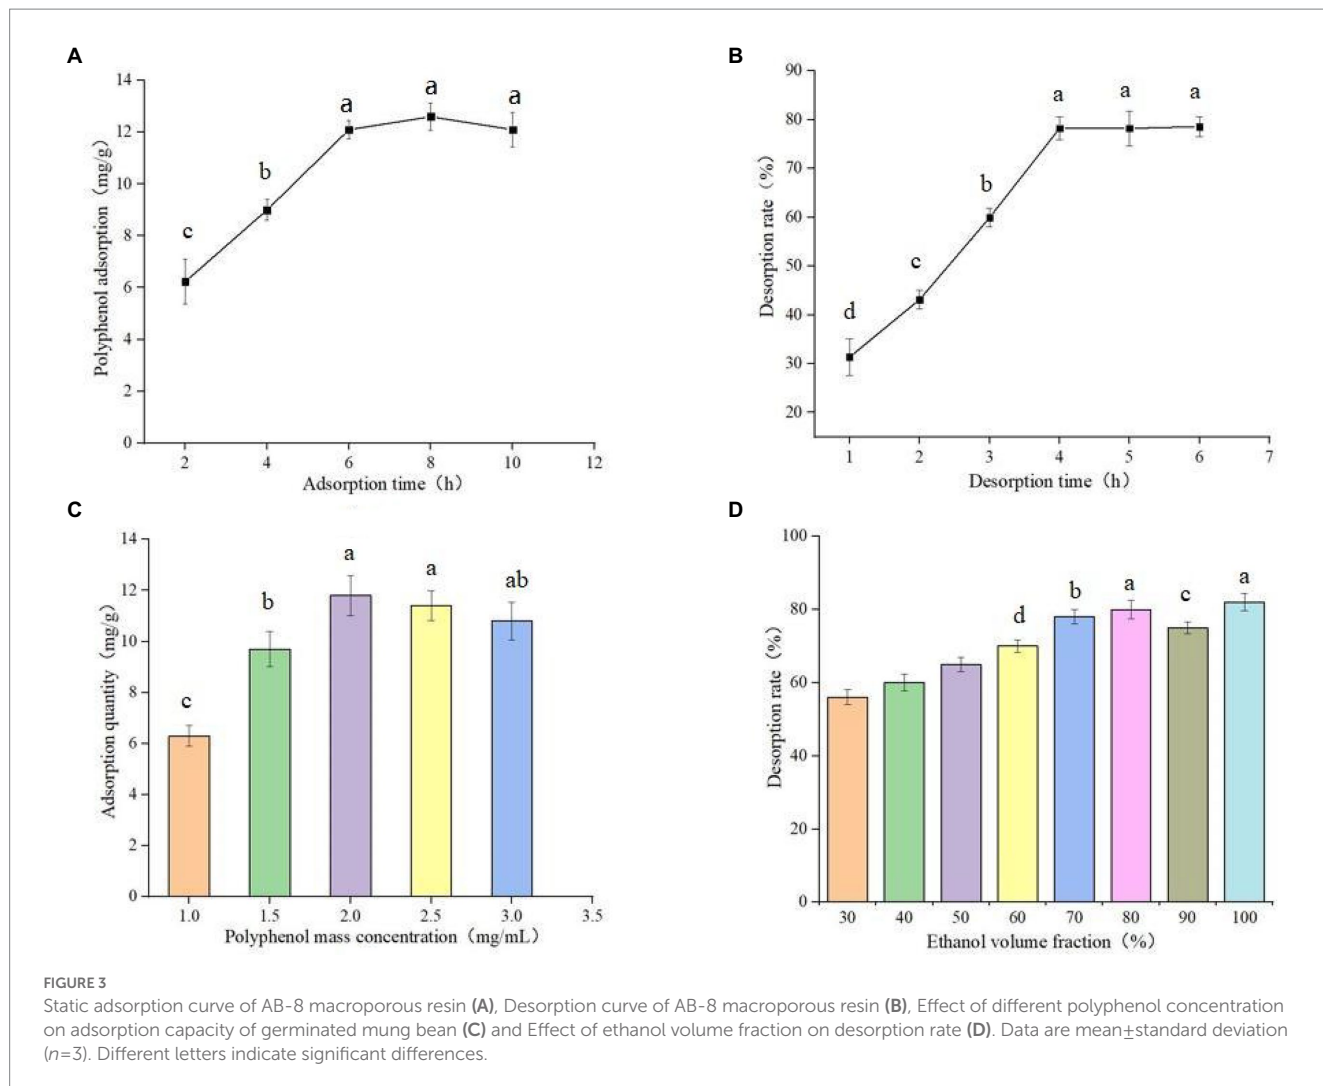 A
14
12
10
8
6
4
2
0
Polyphenol adsorption（mg/g）
c
b
a
a
a
2 4 6 8 10 12
Adsorption time（h）
B
90
80
70
60
50
40
30
20
Desorption rate（%）
d
c
b
a
a
a
1 2 3 4 5 6 7
Desorption time（h）
C
14
12
10
8
6
4
2
0
Adsorption quantity（mg/g）
c
b
a
a
ab
1.0 1.5 2.0 2.5 3.0 3.5
Polyphenol mass concentration（mg/mL）
D
100
80
60
40
20
0
Desorption rate（%）
d
b
a
c
a
30 40 50 60 70 80 90 100
Ethanol volume fraction（%）
FIGURE 3
Static adsorption curve of AB-8 macroporous resin (A), Desorption curve of AB-8 macroporous resin (B), Effect of different polyphenol concentration
on adsorption capacity of germinated mung bean (C) and Effect of ethanol volume fraction on desorption rate (D). Data are mean±standard deviation
(n=3). Different letters indicate significant differences.